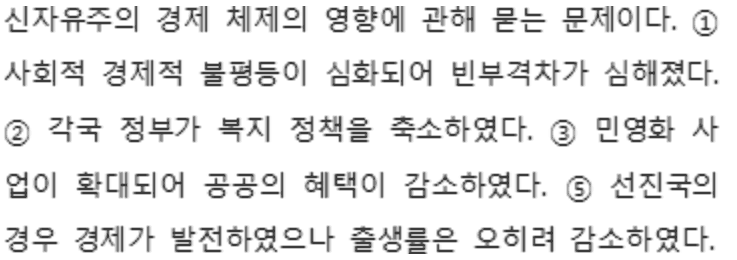 신자유주의 경제 체제의 영향에 관해 묻는 문제이다. ①
사회적 경제적 불평등이 심화되어 빈부격차가 심해졌다.
② 각국 정부가 복지 정책을 축소하였다. ③ 민영화 사
업이 확대되어 공공의 혜택이 감소하였다. ⑤ 선진국의
경우 경제가 발전하였으나 출생률은 오히려 감소하였다.